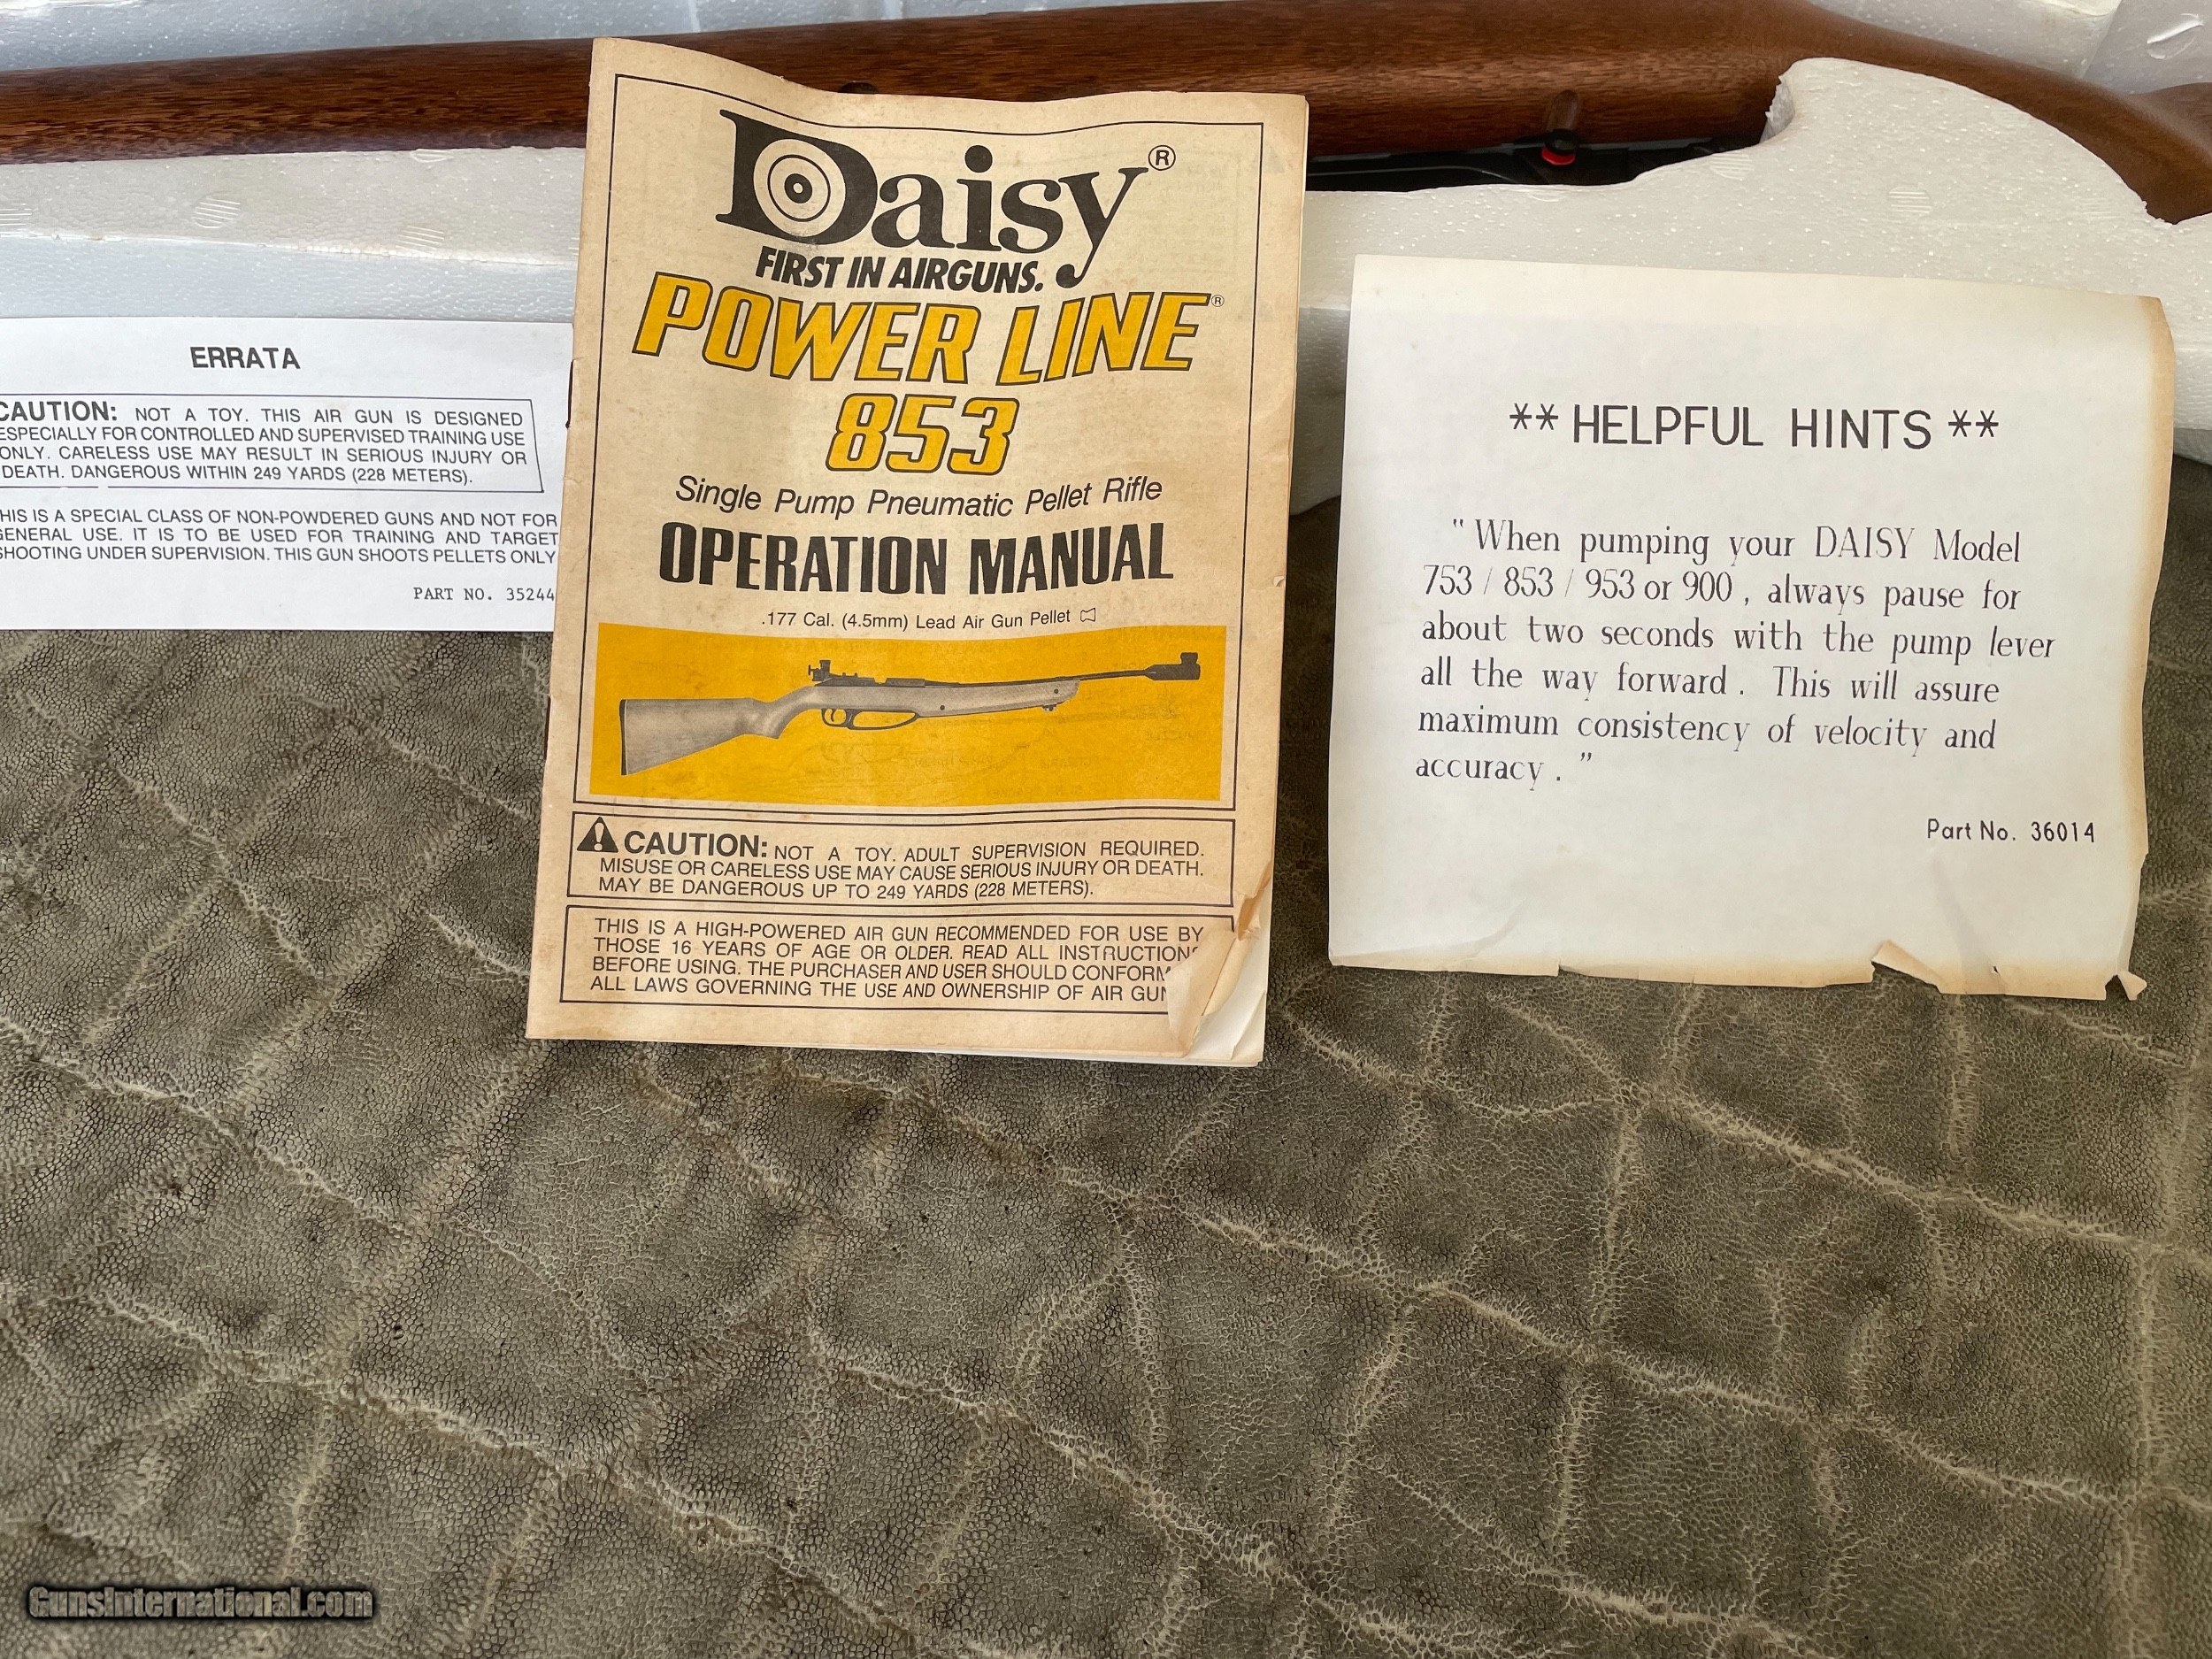 ERRATA
CAUTION: NOT A TOY. THIS AIR GUN IS DESIGNED
ESPECIALLY FOR CONTROLLED AND SUPERVISED TRAINING USE
ONLY. CARELESS USE MAY RESULT IN SERIOUS INJURY OR
DEATH. DANGEROUS WITHIN 249 YARDS (228 METERS).
HIS IS A SPECIAL CLASS OF NON-POWDERED GUNS AND NOT FOR
GENERAL USE. IT IS TO BE USED FOR TRAINING AND TARGET
SHOOTING UNDER SUPERVISION. THIS GUN SHOOTS PELLETS ONLY
PART NO. 35244
Daisy®
FIRST IN AIRGUNS.
POWER LINE®
853
Single Pump Pneumatic Pellet Rifle
OPERATION MANUAL
.177 Cal. (4.5mm) Lead Air Gun Pellet
CAUTION: NOT A TOY. ADULT SUPERVISION REQUIRED.
MISUSE OR CARELESS USE MAY CAUSE SERIOUS INJURY OR DEATH.
MAY BE DANGEROUS UP TO 249 YARDS (228 METERS).
THIS IS A HIGH-POWERED AIR GUN RECOMMENDED FOR USE BY
THOSE 16 YEARS OF AGE OR OLDER. READ ALL INSTRUCTIONS
BEFORE USING. THE PURCHASER AND USER SHOULD CONFORM
ALL LAWS GOVERNING THE USE AND OWNERSHIP OF AIR GUN
** HELPFUL HINTS **
"When pumping your DAISY Model
753 / 853 / 953 or 900 , always pause for
about two seconds with the pump lever
all the way forward . This will assure
maximum consistency of velocity and
accuracy . "
Part No. 36014
GunsInternational.com